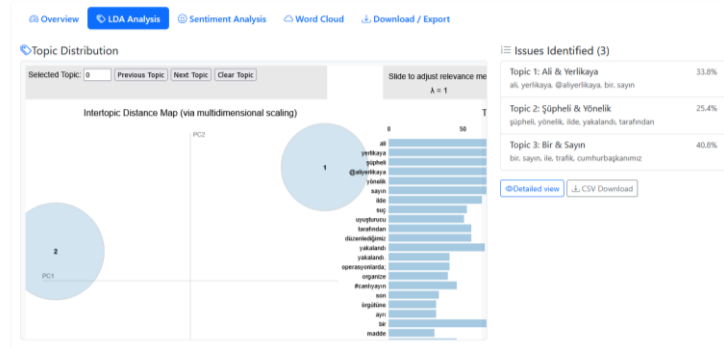 Overview
LDA Analysis
Sentiment Analysis
Word Cloud
Download / Export
Topic Distribution
Selected Topic: 0 Previous Topic Next Topic Clear Topic
Slide to adjust relevance me
λ = 1
Intertopic Distance Map (via multidimensional scaling)
T
PC2
PC1
1
2
0 50
ali
yerlikaya
şüpheli
@aliyerlikaya
yönelik
sayın
ilde
suç
uyuşturucu
tarafından
düzenlediğimiz
yakalandı
yakalandı.
operasyonlarda;
organize
#canlıyayın
son
örgütüne
ayrı
bir
madde
Issues Identified (3)
Topic 1: Ali & Yerlikaya 33.8%
ali, yerlikaya, @aliyerlikaya, bir, sayın
Topic 2: Şüpheli & Yönelik 25.4%
şüpheli, yönelik, ilde, yakalandı, tarafından
Topic 3: Bir & Sayın 40.8%
bir, sayın, ile, trafik, cumhurbaşkanımız
Detailed view
CSV Download